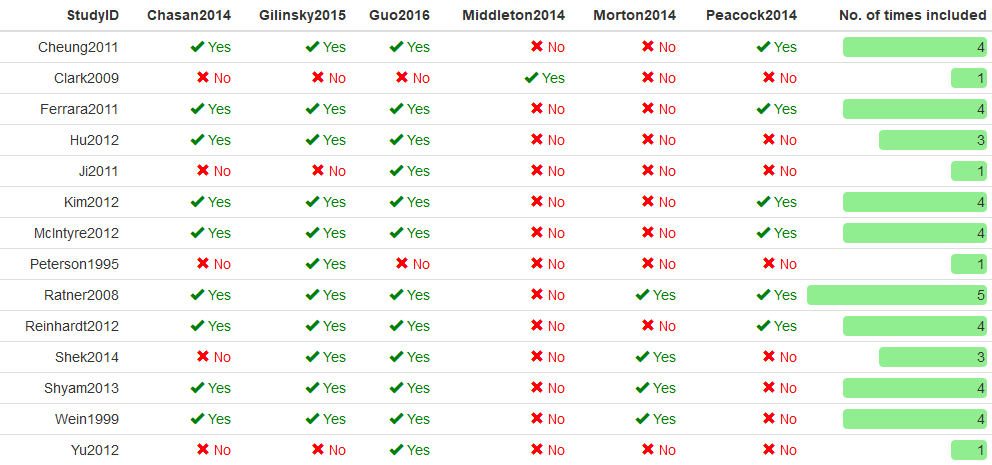 StudyID Chasan2014 Gilinsky2015 Guo2016 Middleton2014 Morton2014 Peacock2014 No. of times included
Cheung2011 ✔ Yes ✔ Yes ✔ Yes ✖ No ✖ No ✔ Yes 4
Clark2009 ✖ No ✖ No ✖ No ✔ Yes ✖ No ✖ No 1
Ferrara2011 ✔ Yes ✔ Yes ✔ Yes ✖ No ✖ No ✔ Yes 4
Hu2012 ✔ Yes ✔ Yes ✔ Yes ✖ No ✖ No ✖ No 3
Ji2011 ✖ No ✖ No ✔ Yes ✖ No ✖ No ✖ No 1
Kim2012 ✔ Yes ✔ Yes ✔ Yes ✖ No ✖ No ✔ Yes 4
McIntyre2012 ✔ Yes ✔ Yes ✔ Yes ✖ No ✖ No ✔ Yes 4
Peterson1995 ✖ No ✔ Yes ✖ No ✖ No ✖ No ✖ No 1
Ratner2008 ✔ Yes ✔ Yes ✔ Yes ✖ No ✔ Yes ✔ Yes 5
Reinhardt2012 ✔ Yes ✔ Yes ✔ Yes ✖ No ✖ No ✔ Yes 4
Shek2014 ✖ No ✔ Yes ✔ Yes ✖ No ✔ Yes ✖ No 3
Shyam2013 ✔ Yes ✔ Yes ✔ Yes ✖ No ✔ Yes ✖ No 4
Wein1999 ✔ Yes ✔ Yes ✔ Yes ✖ No ✔ Yes ✖ No 4
Yu2012 ✖ No ✖ No ✔ Yes ✖ No ✖ No ✖ No 1